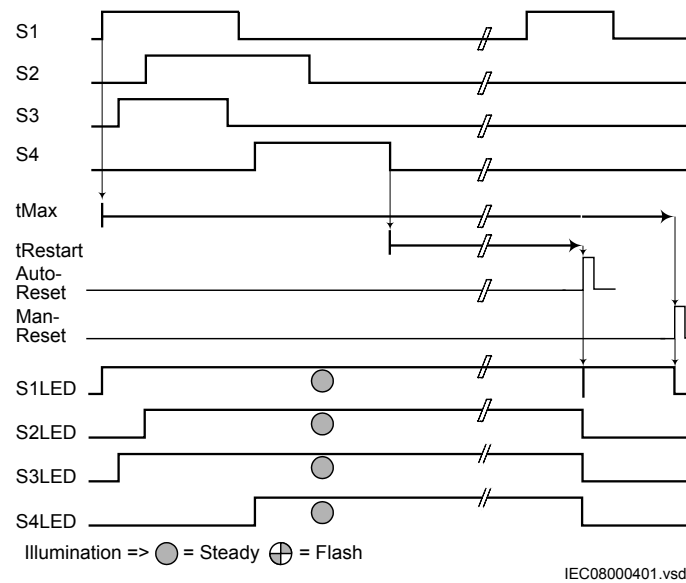 S1
S2
S3
S4
tMax
tRestart
Auto-
Reset
Man-
Reset
S1LED
S2LED
S3LED
S4LED
Illumination => = Steady = Flash
IEC08000401.vsd